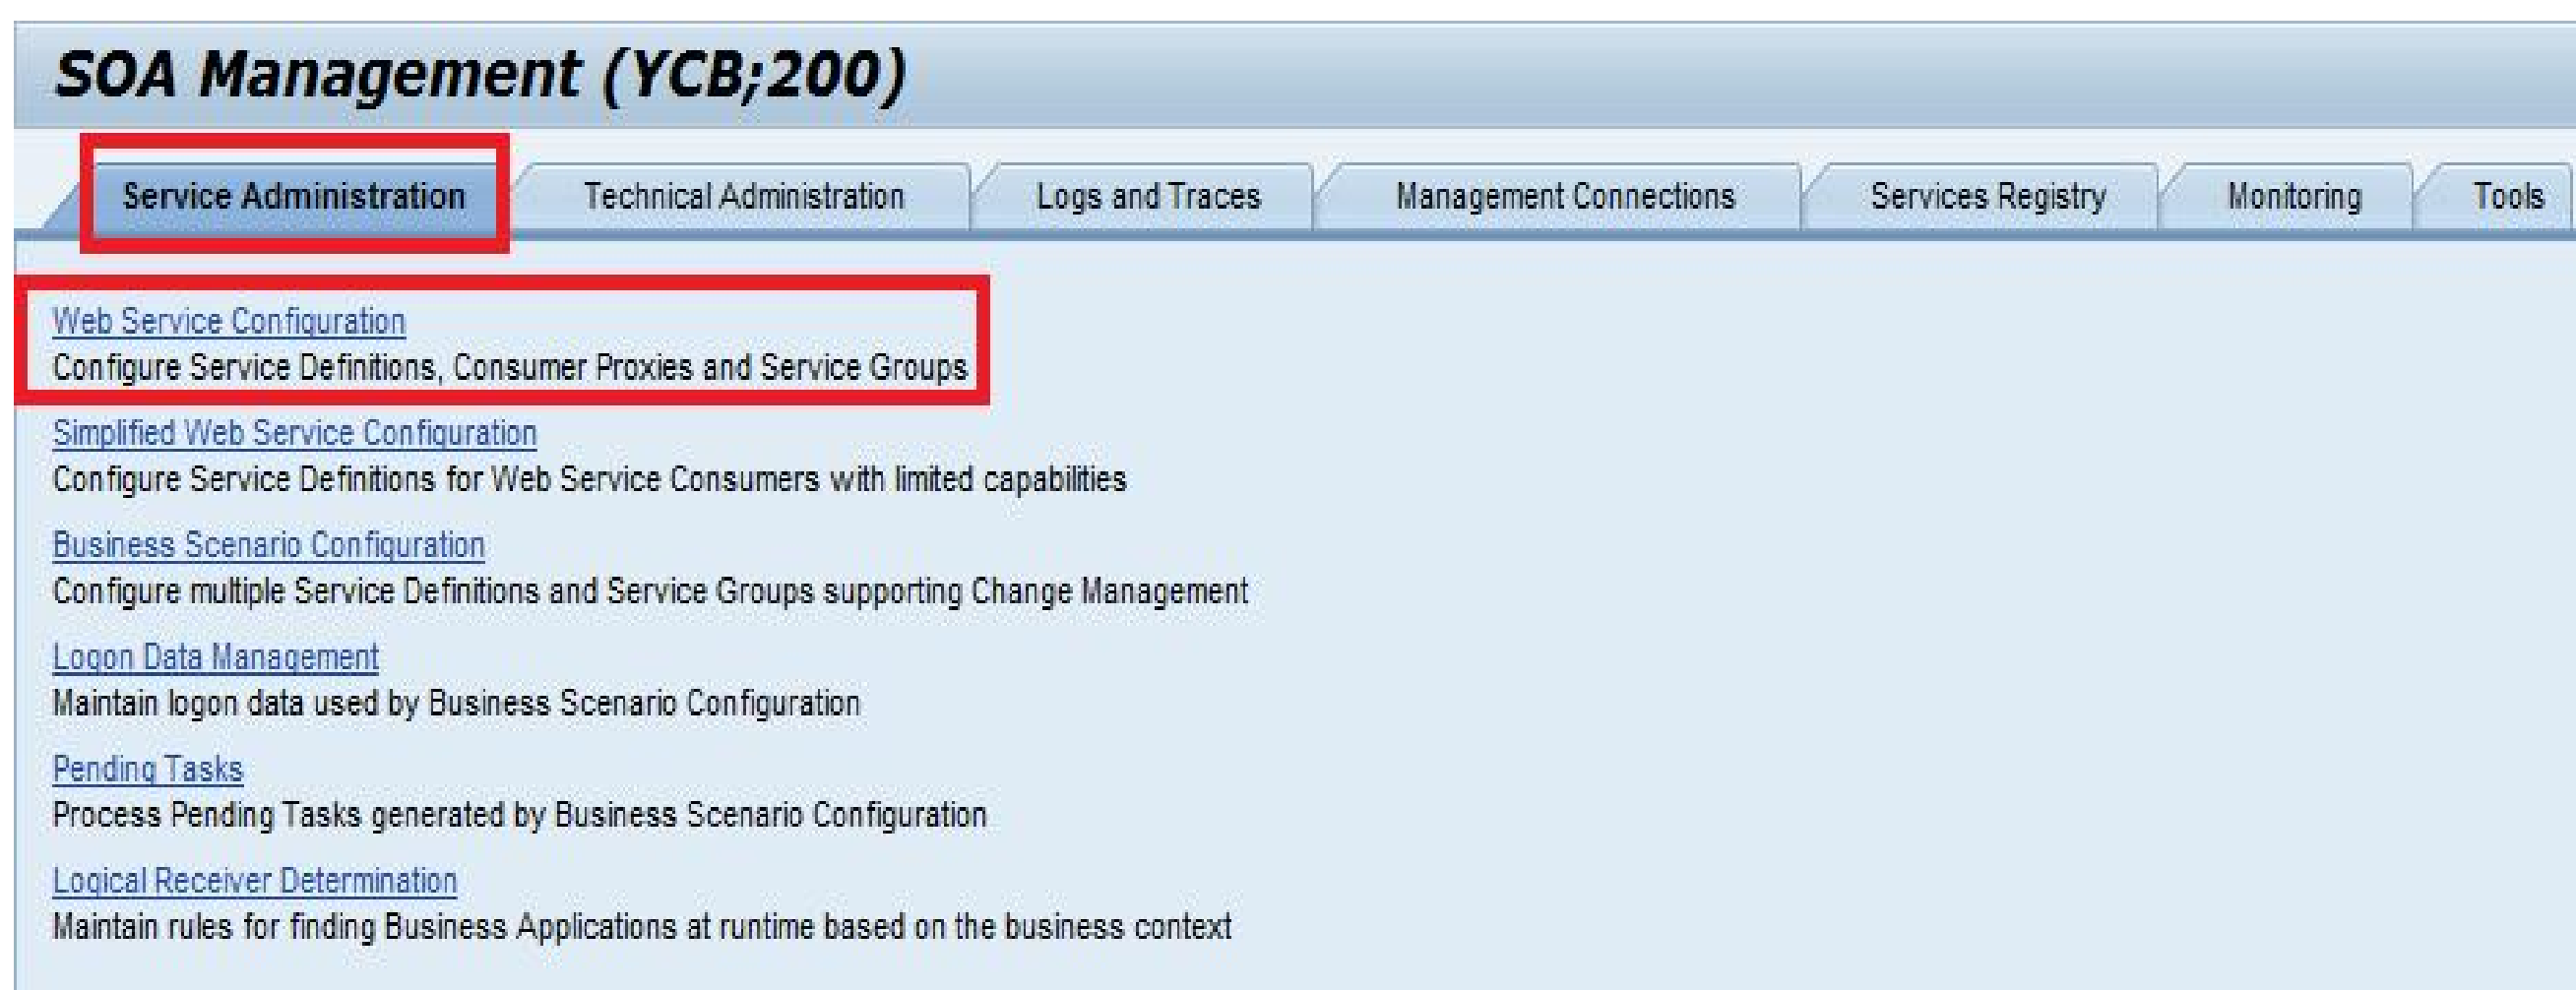 SOA Management (YCB;200)
Service Administration Technical Administration Logs and Traces Management Connections Services Registry Monitoring Tools
Web Service Configuration
Configure Service Definitions, Consumer Proxies and Service Groups
Simplified Web Service Configuration
Configure Service Definitions for Web Service Consumers with limited capabilities
Business Scenario Configuration
Configure multiple Service Definitions and Service Groups supporting Change Management
Logon Data Management
Maintain logon data used by Business Scenario Configuration
Pending Tasks
Process Pending Tasks generated by Business Scenario Configuration
Logical Receiver Determination
Maintain rules for finding Business Applications at runtime based on the business context